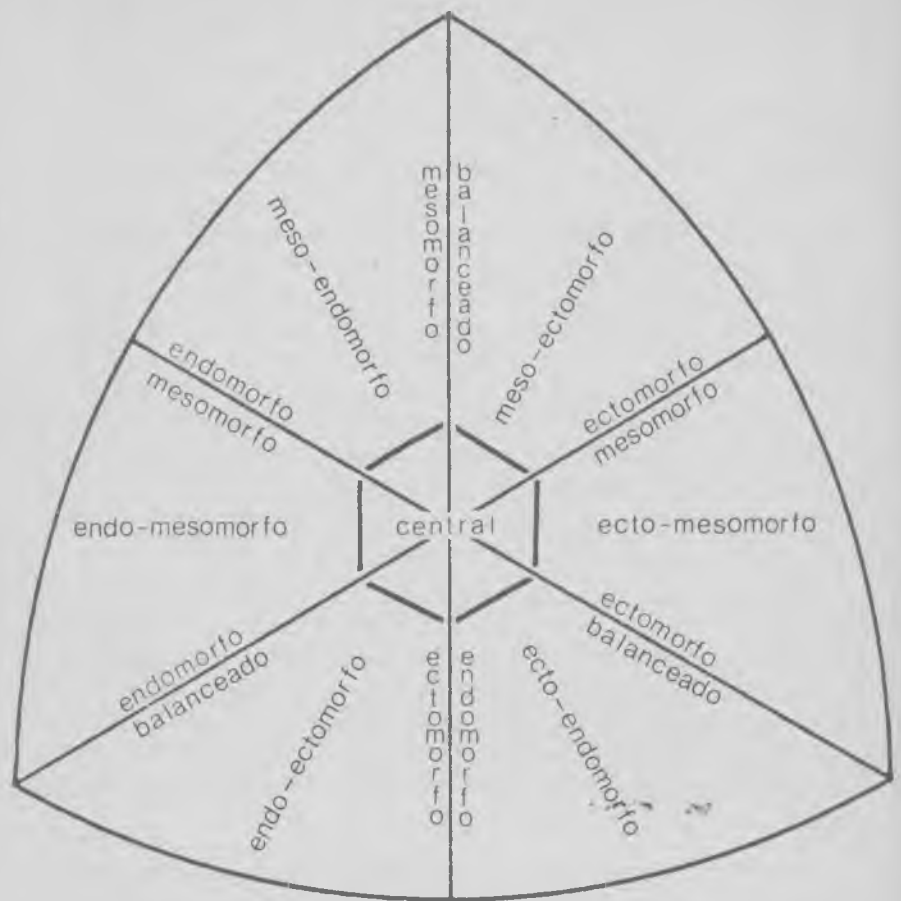 mesomorfo
balanceado
meso-endomorfo
meso-ectomorfo
endomorfo
mesomorfo
ectomorfo
mesomorfo
endo-mesomorfo
central
ecto-mesomorfo
endomorfo
balanceado
ectomorfo
balanceado
endo-ectomorfo
ectomorfo
endomorfo
ecto-endomorfo